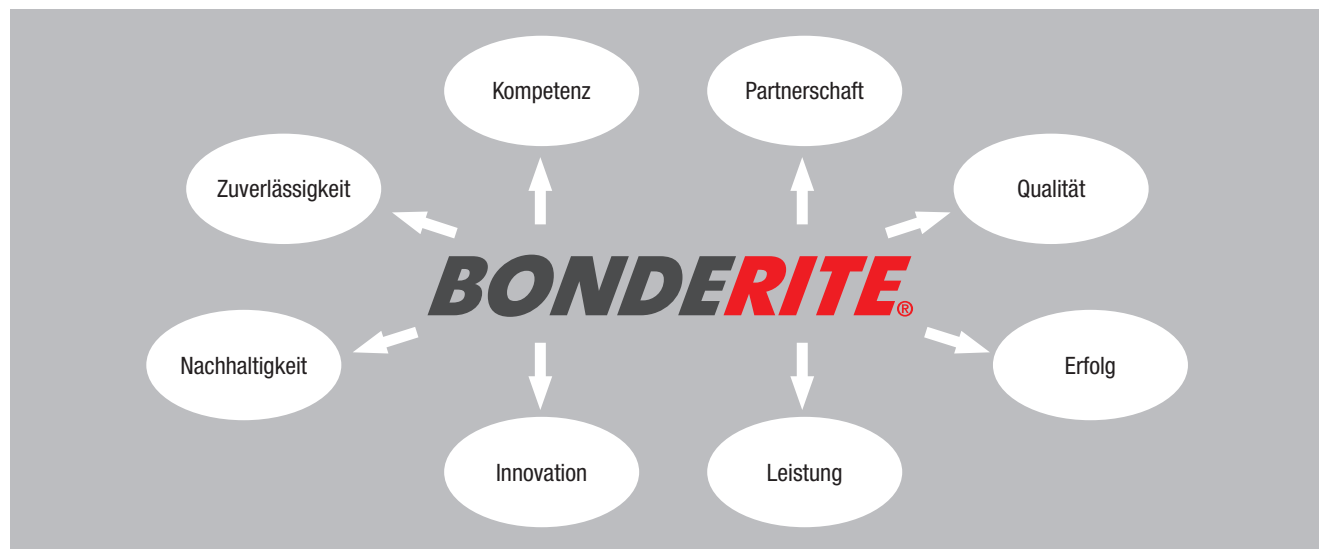 Kompetenz
Partnerschaft
Zuverlässigkeit
Qualität
BONDERITE®
Nachhaltigkeit
Erfolg
Innovation
Leistung